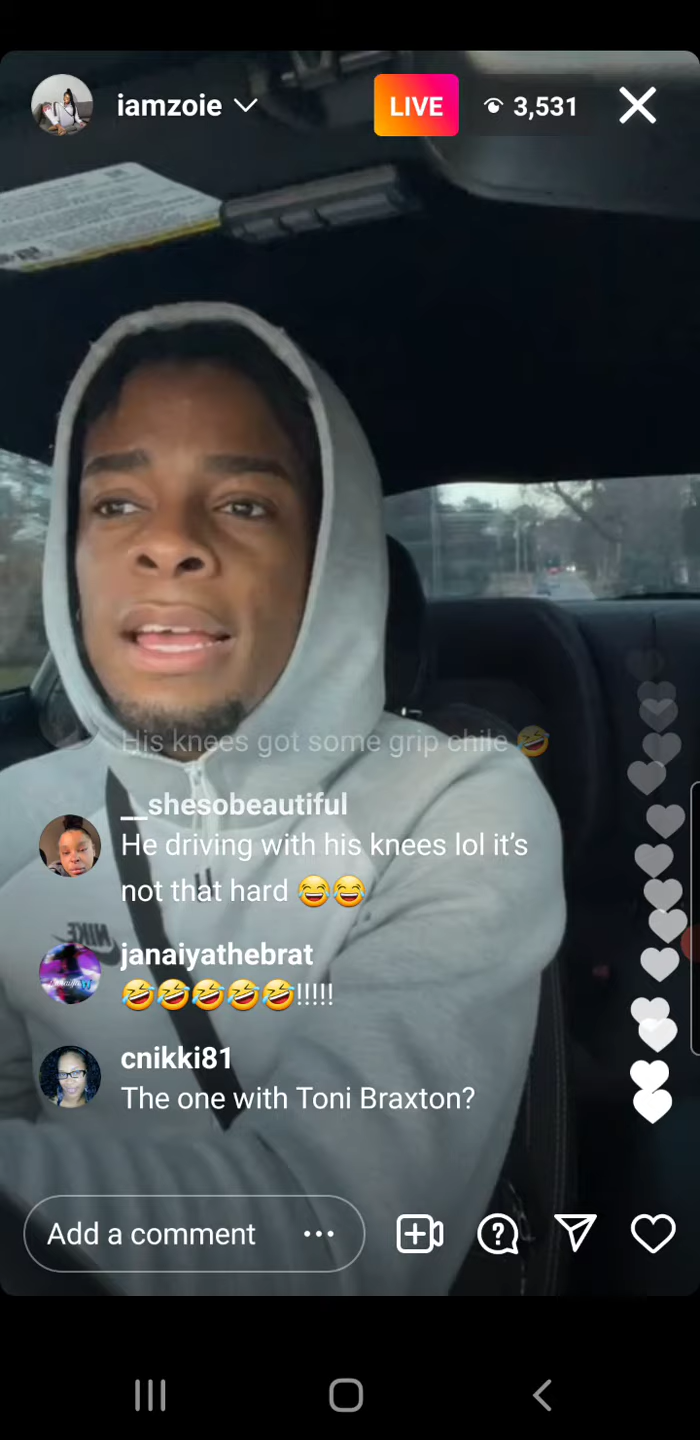 iamzoie
LIVE
3,531
His knees got some grip chile 🤣
__shesobeautiful
He driving with his knees lol it's
not that hard 😂😂
NIKE
janaiyathebrat
🤣🤣🤣🤣🤣!!!!!
cnikki81
The one with Toni Braxton?
Add a comment